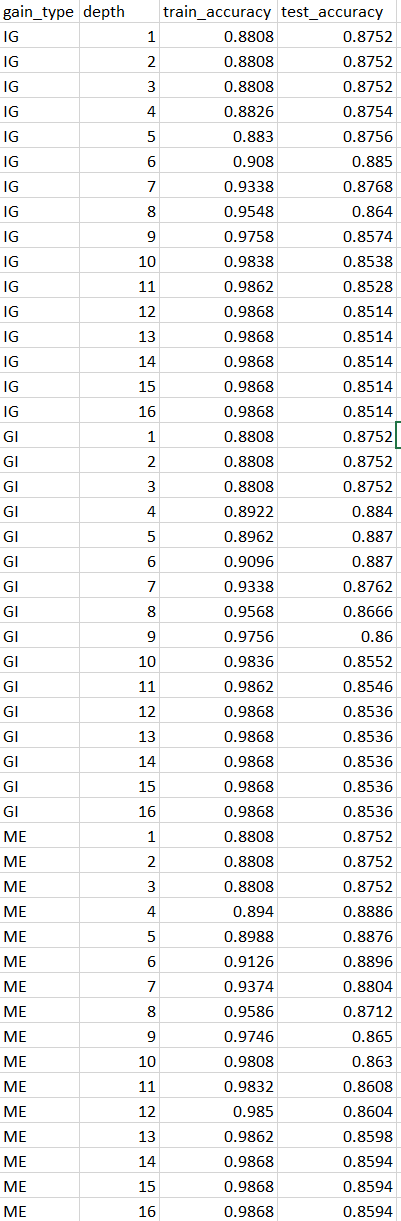 gain_type depth train_accuracy test_accuracy
IG 1 0.8808 0.8752
IG 2 0.8808 0.8752
IG 3 0.8808 0.8752
IG 4 0.8826 0.8754
IG 5 0.883 0.8756
IG 6 0.908 0.885
IG 7 0.9338 0.8768
IG 8 0.9548 0.864
IG 9 0.9758 0.8574
IG 10 0.9838 0.8538
IG 11 0.9862 0.8528
IG 12 0.9868 0.8514
IG 13 0.9868 0.8514
IG 14 0.9868 0.8514
IG 15 0.9868 0.8514
IG 16 0.9868 0.8514
GI 1 0.8808 0.8752
GI 2 0.8808 0.8752
GI 3 0.8808 0.8752
GI 4 0.8922 0.884
GI 5 0.8962 0.887
GI 6 0.9096 0.887
GI 7 0.9338 0.8762
GI 8 0.9568 0.8666
GI 9 0.9756 0.86
GI 10 0.9836 0.8552
GI 11 0.9862 0.8546
GI 12 0.9868 0.8536
GI 13 0.9868 0.8536
GI 14 0.9868 0.8536
GI 15 0.9868 0.8536
GI 16 0.9868 0.8536
ME 1 0.8808 0.8752
ME 2 0.8808 0.8752
ME 3 0.8808 0.8752
ME 4 0.894 0.8886
ME 5 0.8988 0.8876
ME 6 0.9126 0.8896
ME 7 0.9374 0.8804
ME 8 0.9586 0.8712
ME 9 0.9746 0.865
ME 10 0.9808 0.863
ME 11 0.9832 0.8608
ME 12 0.985 0.8604
ME 13 0.9862 0.8598
ME 14 0.9868 0.8594
ME 15 0.9868 0.8594
ME 16 0.9868 0.8594